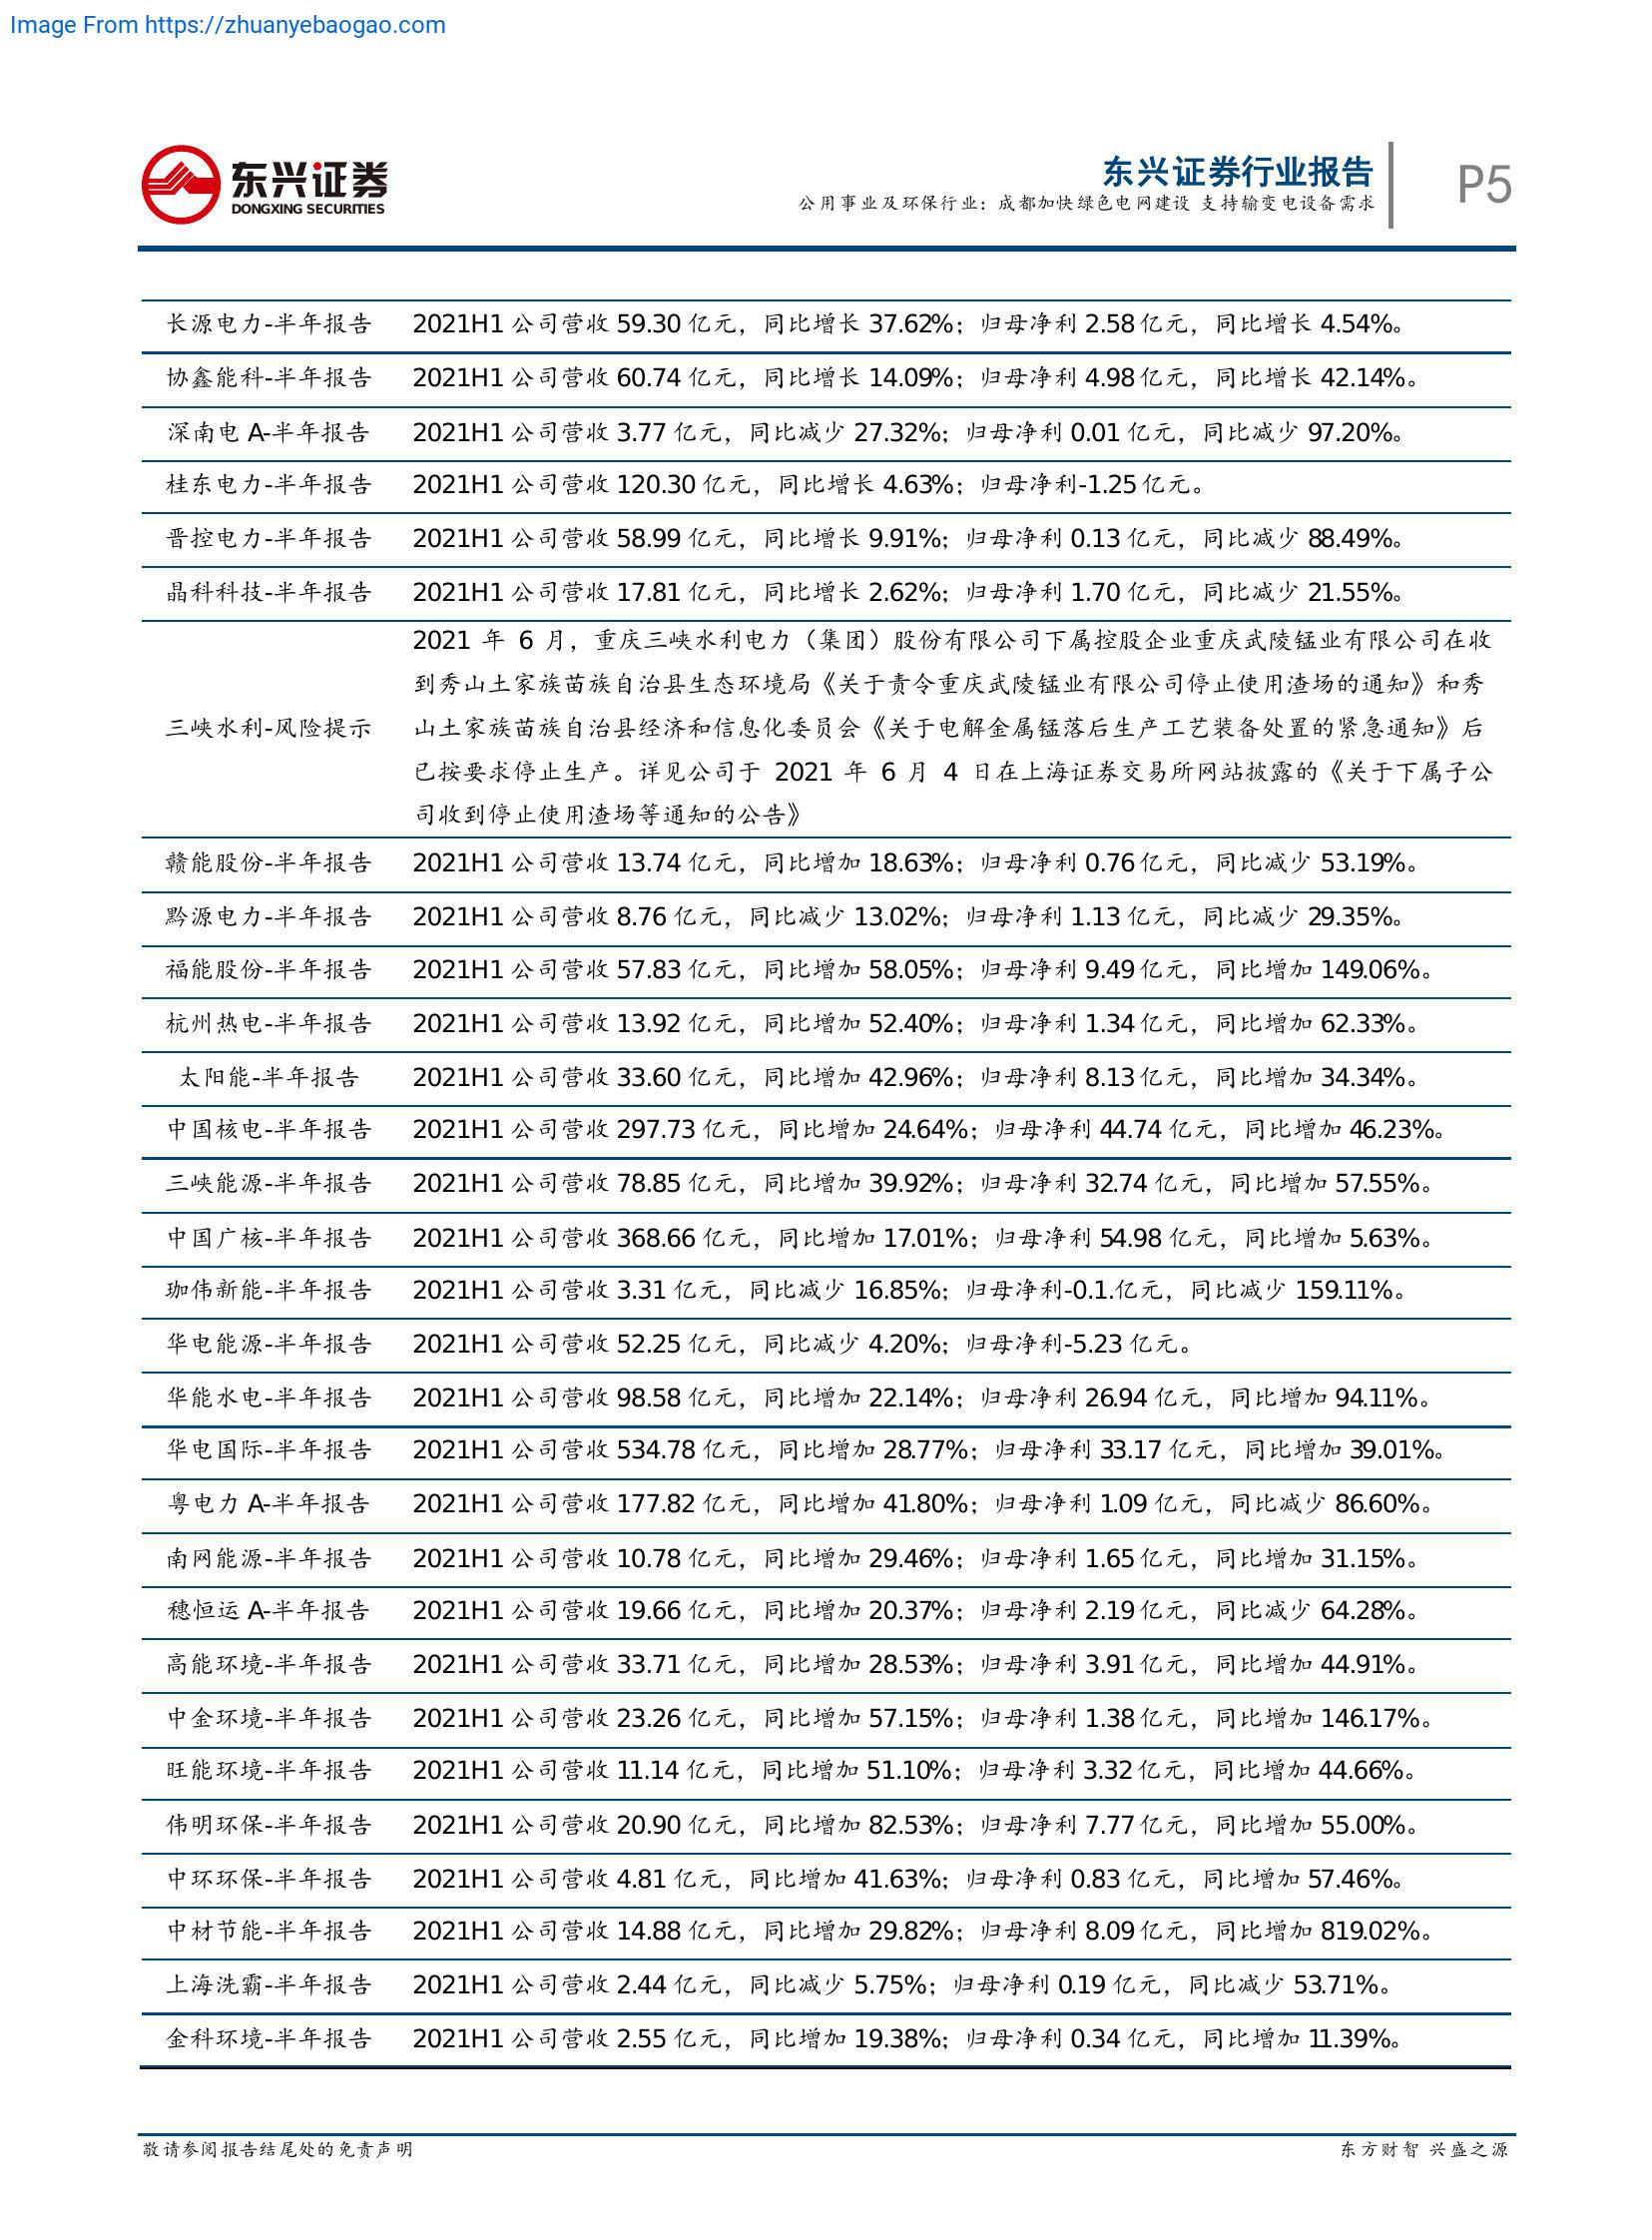 Image From https://zhuanyebaogao.com
东兴证券
DONGXING SECURITIES
东兴证券行业报告
公用事业及环保行业：成都加快绿色电网建设 支持输变电设备需求
P5
长源电力-半年报告 2021H1 公司营收 59.30 亿元，同比增长 37.62%；归母净利 2.58 亿元，同比增长 4.54%。
协鑫能科-半年报告 2021H1 公司营收 60.74 亿元，同比增长 14.09%；归母净利 4.98 亿元，同比增长 42.14%。
深南电 A-半年报告 2021H1 公司营收 3.77 亿元，同比减少 27.32%；归母净利 0.01 亿元，同比减少 97.20%。
桂东电力-半年报告 2021H1 公司营收 120.30 亿元，同比增长 4.63%；归母净利-1.25 亿元。
晋控电力-半年报告 2021H1 公司营收 58.99 亿元，同比增长 9.91%；归母净利 0.13 亿元，同比减少 88.49%。
晶科科技-半年报告 2021H1 公司营收 17.81 亿元，同比增长 2.62%；归母净利 1.70 亿元，同比减少 21.55%。
三峡水利-风险提示
2021 年 6 月，重庆三峡水利电力（集团）股份有限公司下属控股企业重庆武陵锰业有限公司在收
到秀山土家族苗族自治县生态环境局《关于责令重庆武陵锰业有限公司停止使用渣场的通知》和秀
山土家族苗族自治县经济和信息化委员会《关于电解金属锰落后生产工艺装备处置的紧急通知》后
已按要求停止生产。详见公司于 2021 年 6 月 4 日在上海证券交易所网站披露的《关于下属子公
司收到停止使用渣场等通知的公告》
赣能股份-半年报告 2021H1 公司营收 13.74 亿元，同比增加 18.63%；归母净利 0.76 亿元，同比减少 53.19%。
黔源电力-半年报告 2021H1 公司营收 8.76 亿元，同比减少 13.02%；归母净利 1.13 亿元，同比减少 29.35%。
福能股份-半年报告 2021H1 公司营收 57.83 亿元，同比增加 58.05%；归母净利 9.49 亿元，同比增加 149.06%。
杭州热电-半年报告 2021H1 公司营收 13.92 亿元，同比增加 52.40%；归母净利 1.34 亿元，同比增加 62.33%。
太阳能-半年报告 2021H1 公司营收 33.60 亿元，同比增加 42.96%；归母净利 8.13 亿元，同比增加 34.34%。
中国核电-半年报告 2021H1 公司营收 297.73 亿元，同比增加 24.64%；归母净利 44.74 亿元，同比增加 46.23%。
三峡能源-半年报告 2021H1 公司营收 78.85 亿元，同比增加 39.92%；归母净利 32.74 亿元，同比增加 57.55%。
中国广核-半年报告 2021H1 公司营收 368.66 亿元，同比增加 17.01%；归母净利 54.98 亿元，同比增加 5.63%。
珈伟新能-半年报告 2021H1 公司营收 3.31 亿元，同比减少 16.85%；归母净利-0.1.亿元，同比减少 159.11%。
华电能源-半年报告 2021H1 公司营收 52.25 亿元，同比减少 4.20%；归母净利-5.23 亿元。
华能水电-半年报告 2021H1 公司营收 98.58 亿元，同比增加 22.14%；归母净利 26.94 亿元，同比增加 94.11%。
华电国际-半年报告 2021H1 公司营收 534.78 亿元，同比增加 28.77%；归母净利 33.17 亿元，同比增加 39.01%。
粤电力 A-半年报告 2021H1 公司营收 177.82 亿元，同比增加 41.80%；归母净利 1.09 亿元，同比减少 86.60%。
南网能源-半年报告 2021H1 公司营收 10.78 亿元，同比增加 29.46%；归母净利 1.65 亿元，同比增加 31.15%。
穗恒运 A-半年报告 2021H1 公司营收 19.66 亿元，同比增加 20.37%；归母净利 2.19 亿元，同比减少 64.28%。
高能环境-半年报告 2021H1 公司营收 33.71 亿元，同比增加 28.53%；归母净利 3.91 亿元，同比增加 44.91%。
中金环境-半年报告 2021H1 公司营收 23.26 亿元，同比增加 57.15%；归母净利 1.38 亿元，同比增加 146.17%。
旺能环境-半年报告 2021H1 公司营收 11.14 亿元，同比增加 51.10%；归母净利 3.32 亿元，同比增加 44.66%。
伟明环保-半年报告 2021H1 公司营收 20.90 亿元，同比增加 82.53%；归母净利 7.77 亿元，同比增加 55.00%。
中环环保-半年报告 2021H1 公司营收 4.81 亿元，同比增加 41.63%；归母净利 0.83 亿元，同比增加 57.46%。
中材节能-半年报告 2021H1 公司营收 14.88 亿元，同比增加 29.82%；归母净利 8.09 亿元，同比增加 819.02%。
上海洗霸-半年报告 2021H1 公司营收 2.44 亿元，同比减少 5.75%；归母净利 0.19 亿元，同比减少 53.71%。
金科环境-半年报告 2021H1 公司营收 2.55 亿元，同比增加 19.38%；归母净利 0.34 亿元，同比增加 11.39%。
敬请参阅报告结尾处的免责声明
东方财智 兴盛之源